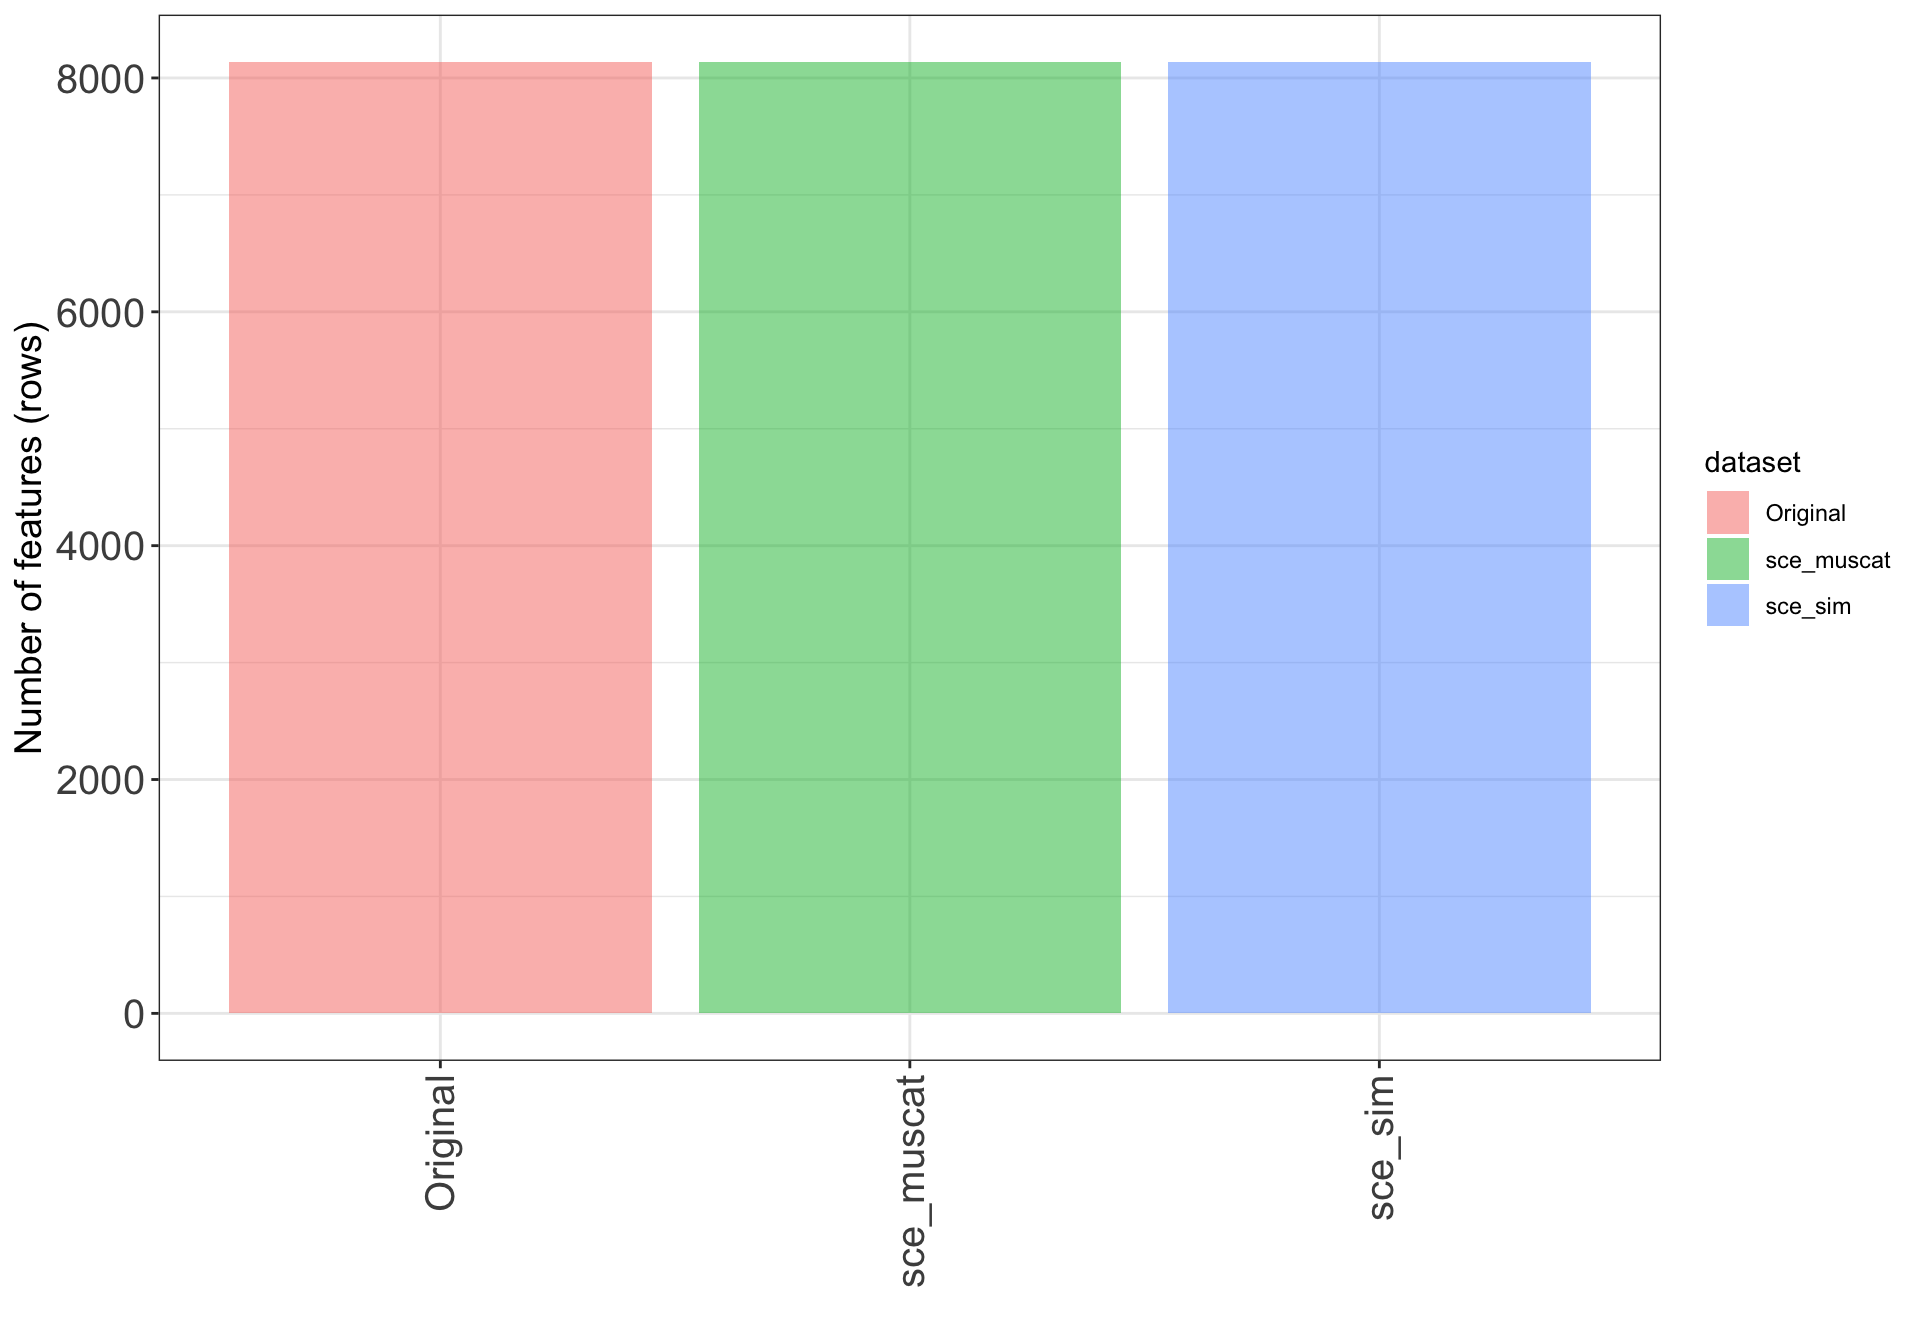 Number of features (rows)
8000
6000
4000
2000
0
Original
sce_muscat
sce_sim
dataset
Original
sce_muscat
sce_sim